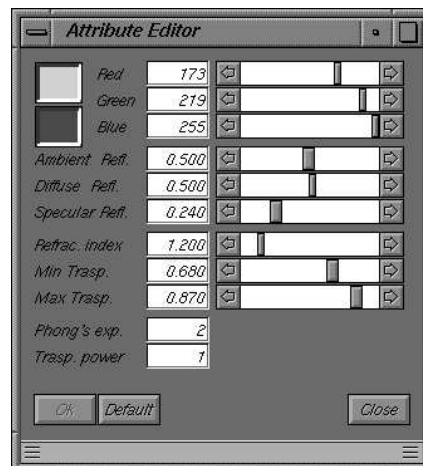 Attribute Editor
Red 173
Green 219
Blue 255
Ambient Refl. 0.500
Diffuse Refl. 0.500
Specular Refl. 0.240
Refrac. index 1.200
Min Trasp. 0.680
Max Trasp. 0.870
Phong's exp. 2
Trasp. power 1
Ok Default Close